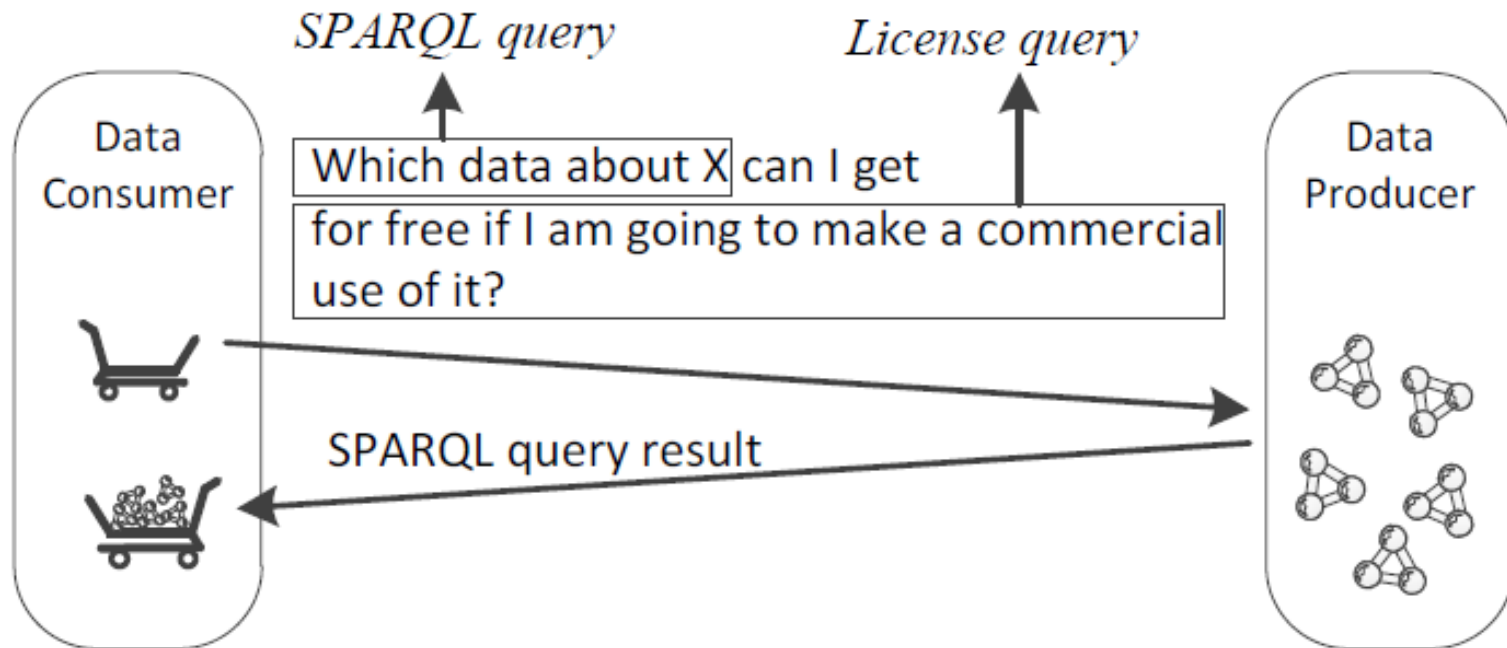 SPARQL query
License query
Data
Consumer
Which data about X can I get
for free if I am going to make a commercial
use of it?
Data
Producer
SPARQL query result